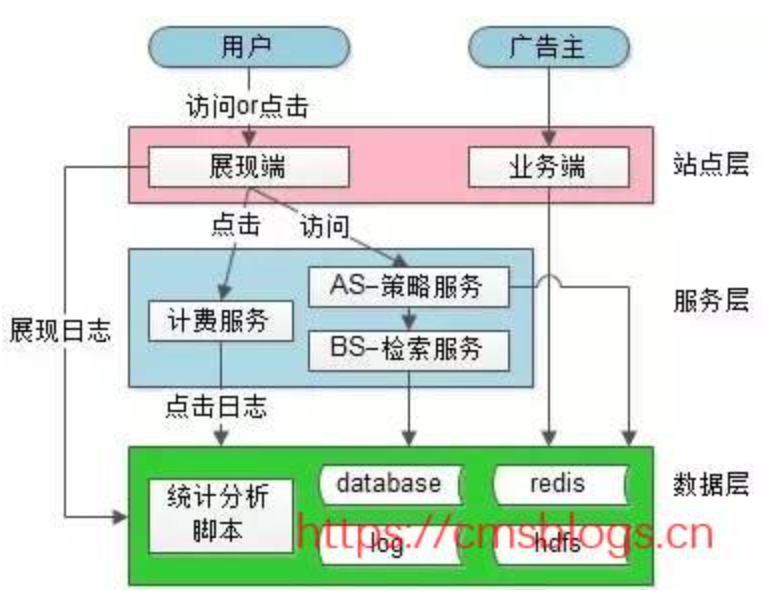 用户
广告主
访问or点击
展现端
业务端
站点层
点击
访问
AS-策略服务
服务层
计费服务
展现日志
BS-检索服务
点击日志
database
redis
数据层
统计分析
脚本
https://cmsblogs.cn
log
hdfs